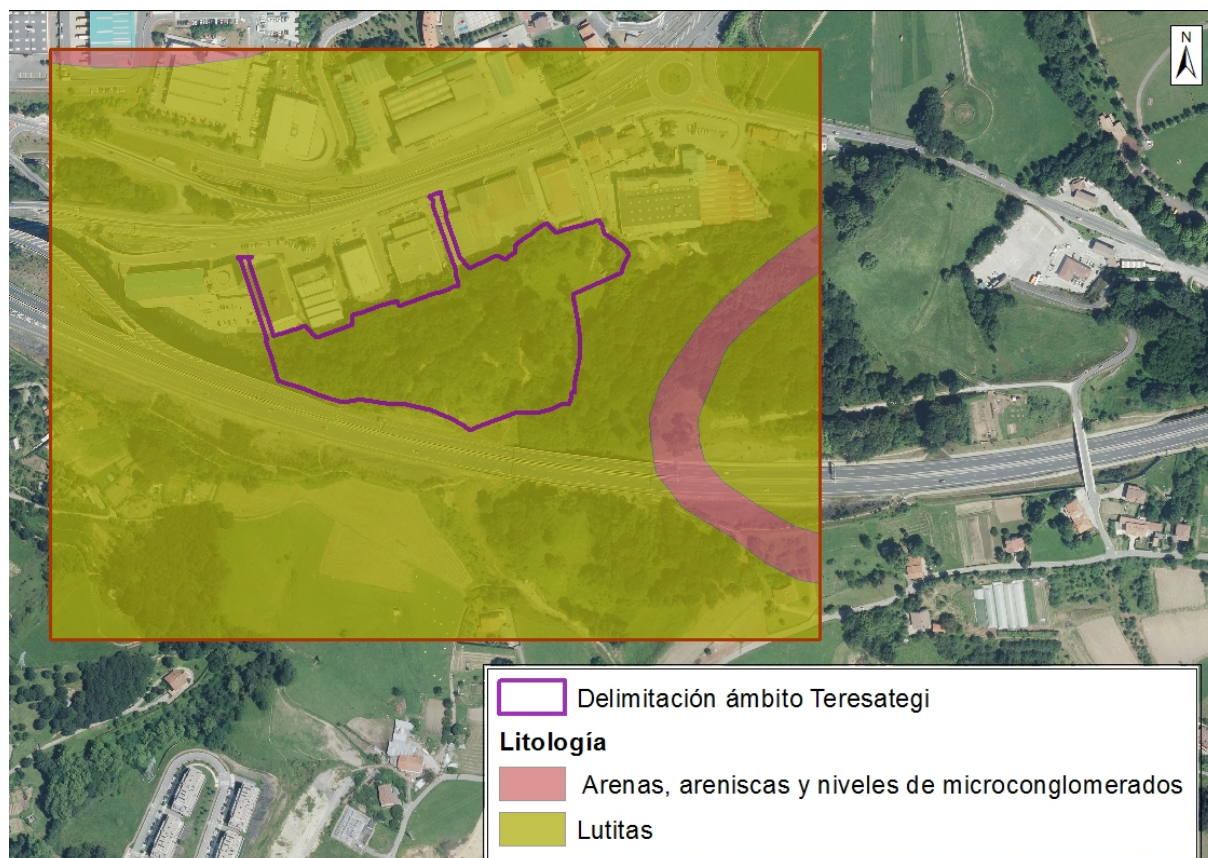 N
Delimitación ámbito Teresategi
Litología
Arenas, areniscas y niveles de microconglomerados
Lutitas